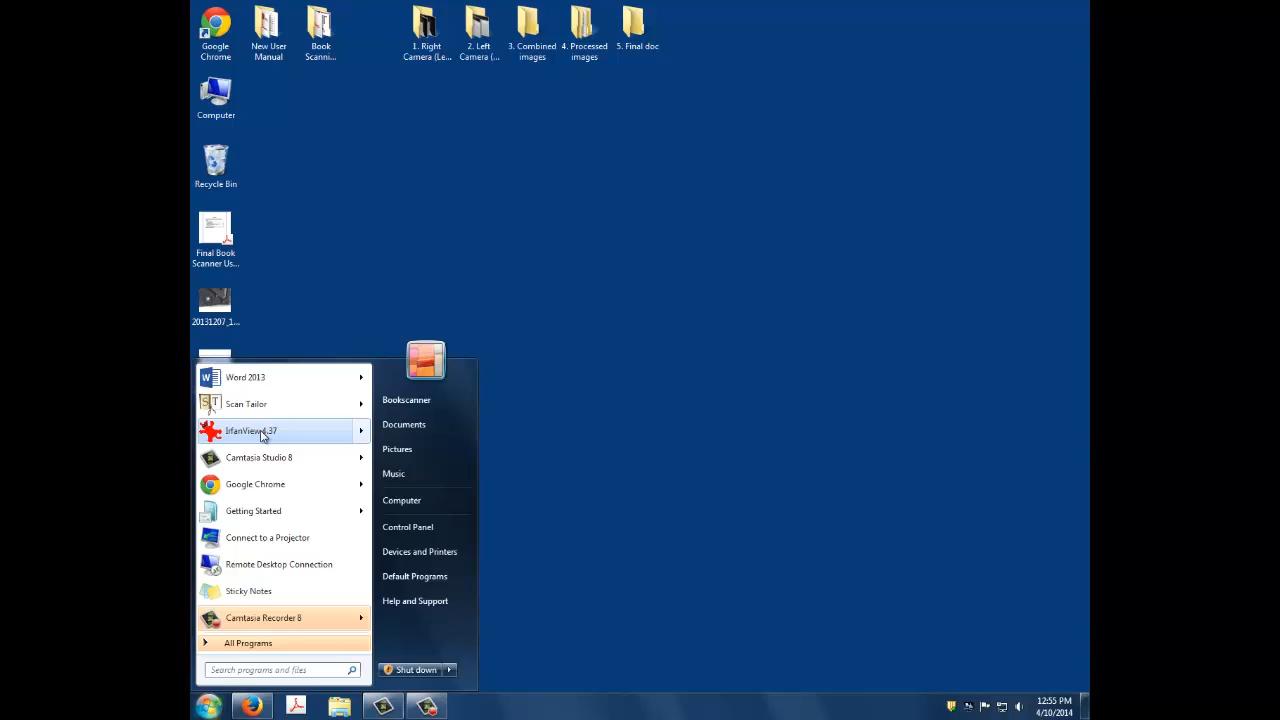 Google
Chrome
New User
Manual
Book
Scanni...
1. Right
Camera (Le...
2. Left
Camera (...
3. Combined
images
4. Processed
images
5. Final doc
Computer
Recycle Bin
Final Book
Scanner Us...
20131207_1...
Word 2013
Scan Tailor
IrfanView 4.37
Camtasia Studio 8
Google Chrome
Getting Started
Connect to a Projector
Remote Desktop Connection
Sticky Notes
Camtasia Recorder 8
All Programs
Search programs and files
Bookscanner
Documents
Pictures
Music
Computer
Control Panel
Devices and Printers
Default Programs
Help and Support
Shut down
12:55 PM
4/10/2014